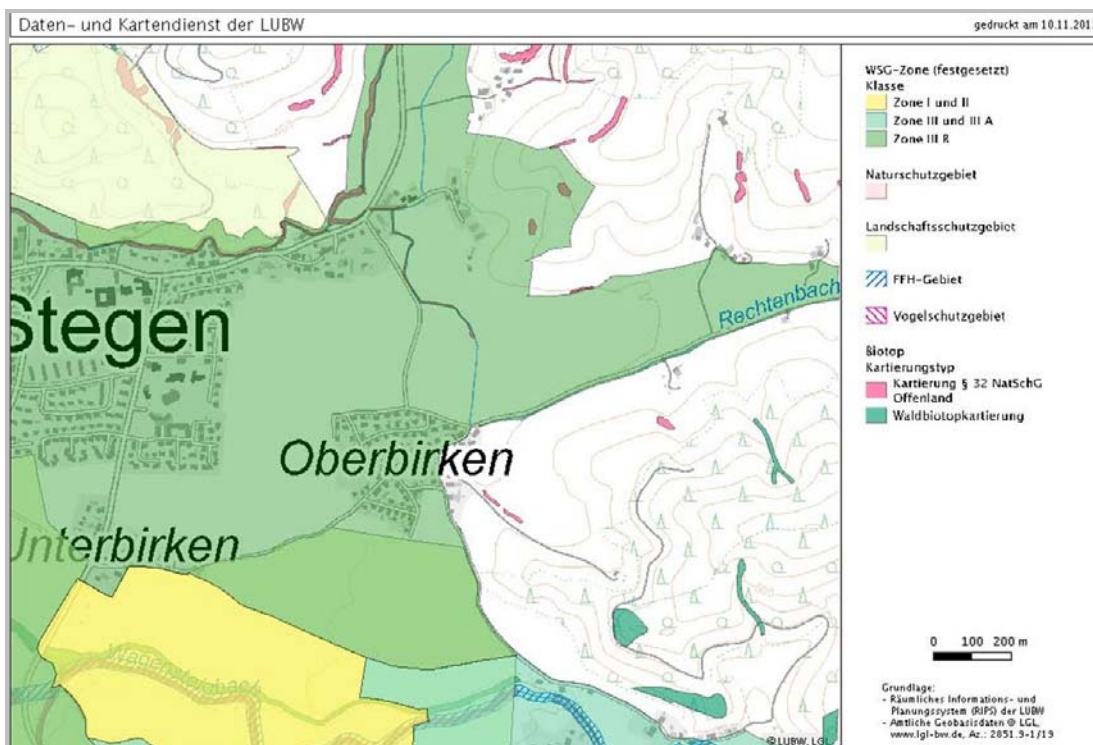 Daten- und Kartendienst der LUBW
gedruckt am 10.11.201
Stegen
Oberbirken
Unterbirken
Rechtenbach
Wagensteigbach
© LUBW, LGL
WSG-Zone (festgesetzt)
Klasse
Zone I und II
Zone III und III A
Zone III B
Naturschutzgebiet
Landschaftsschutzgebiet
FFH-Gebiet
Vogelschutzgebiet
Biotop
Kartierungstyp
Kartierung § 32 NatSchG
Offenland
Waldbiotopkartierung
0 100 200 m
Grundlage:
- Räumliches Informations- und
Planungssystem (RIPS) der LUBW
- Amtliche Geobasisdaten © LGL,
www.lgl-bw.de, Az.: 2851.9-1/19